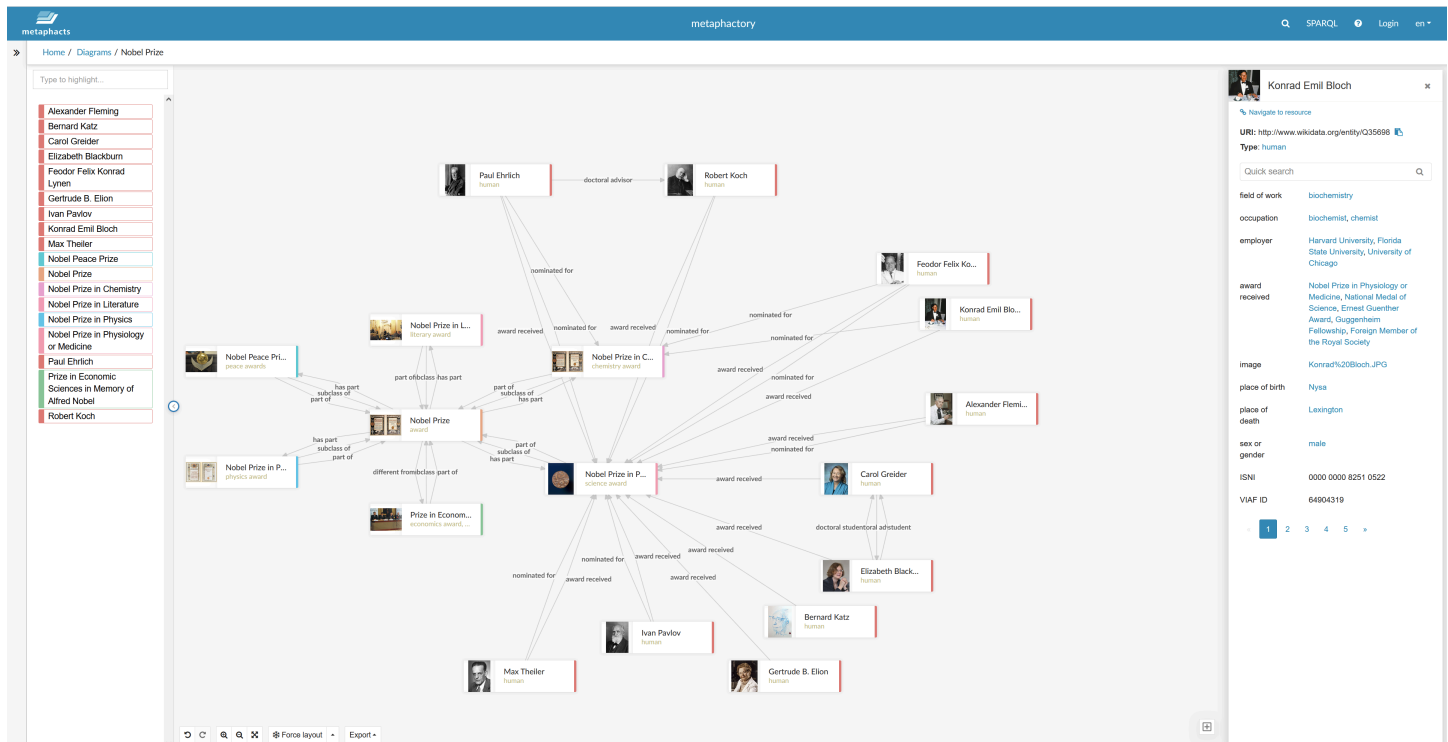 metaphacts
metaphactory
SPARQL
Login
en
Home / Diagrams / Nobel Prize
Type to highlight...
Alexander Fleming
Bernard Katz
Carol Greider
Elizabeth Blackburn
Feodor Felix Konrad
Lynen
Gertrude B. Elion
Ivan Pavlov
Konrad Emil Bloch
Max Theiler
Nobel Peace Prize
Nobel Prize
Nobel Prize in Chemistry
Nobel Prize in Literature
Nobel Prize in Physics
Nobel Prize in Physiology
or Medicine
Paul Ehrlich
Prize in Economic
Sciences in Memory of
Alfred Nobel
Robert Koch
Paul Ehrlich
human
doctoral advisor
Robert Koch
human
nominated for
Feodor Felix Ko...
human
Konrad Emil Blo...
human
nominated for
Nobel Prize in L...
literary award
award received
nominated for
award received
nominated for
nominated for
Nobel Peace Pri...
peace awards
Nobel Prize in C...
chemistry award
award received
nominated for
award received
has part
subclass of
part of
has part
part of
subclass of
has part
Alexander Flemi...
human
Nobel Prize
award
award received
nominated for
has part
subclass of
part of
part of
subclass of
has part
Nobel Prize in P...
physics award
different from
part of
Nobel Prize in P...
science award
award received
Carol Greider
human
Prize in Econom...
economics award, ...
award received
doctoral student
student
award received
nominated for
award received
nominated for
award received
award received
Elizabeth Black...
human
Bernard Katz
human
Ivan Pavlov
human
Max Theiler
human
Gertrude B. Elion
human
Force layout
Export
Konrad Emil Bloch
Navigate to resource
URI: http://www.wikidata.org/entity/Q35698
Type: human
Quick search
field of work biochemistry
occupation biochemist, chemist
employer Harvard University, Florida
State University, University of
Chicago
award Nobel Prize in Physiology or
received Medicine, National Medal of
Science, Ernest Guenther
Award, Guggenheim
Fellowship, Foreign Member of
the Royal Society
image Konrad%20Bloch.JPG
place of birth Nysa
place of Lexington
death
sex or male
gender
ISNI 0000 0000 8251 0522
VIAF ID 64904319
« 1 2 3 4 5 »